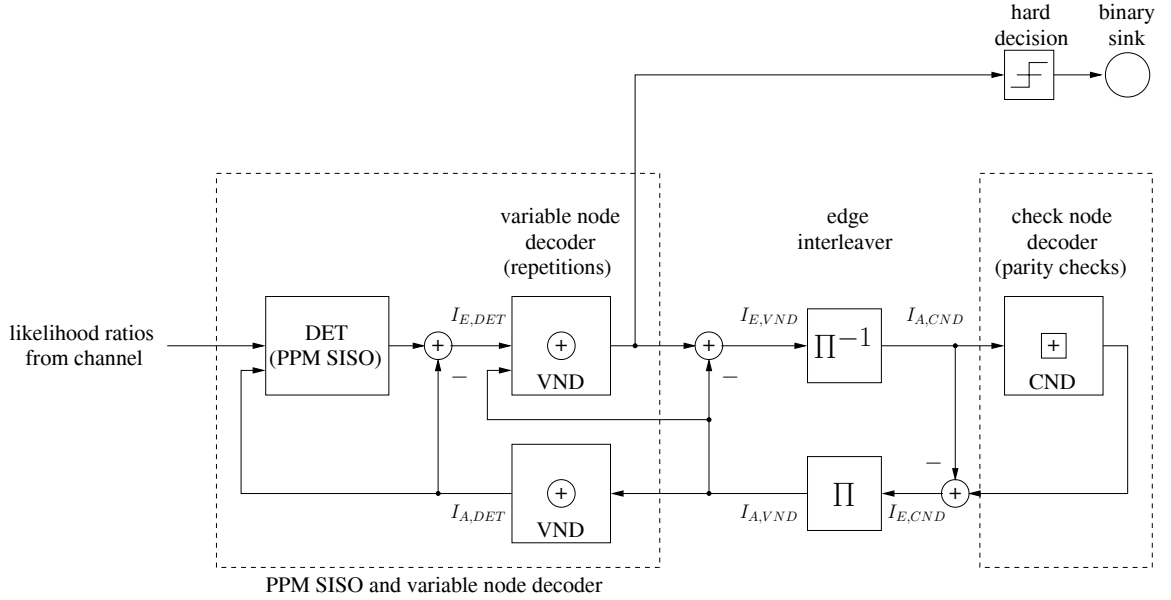 hard
decision
binary
sink
variable node
decoder
(repetitions)
edge
interleaver
check node
decoder
(parity checks)
likelihood ratios
from channel
DET
(PPM SISO)
I_{E,DET}
+
−
+
VND
+
−
I_{E,VND}
∏^{−1}
I_{A,CND}
+
CND
+
VND
I_{A,DET}
I_{A,VND}
∏
I_{E,CND}
−
+
PPM SISO and variable node decoder